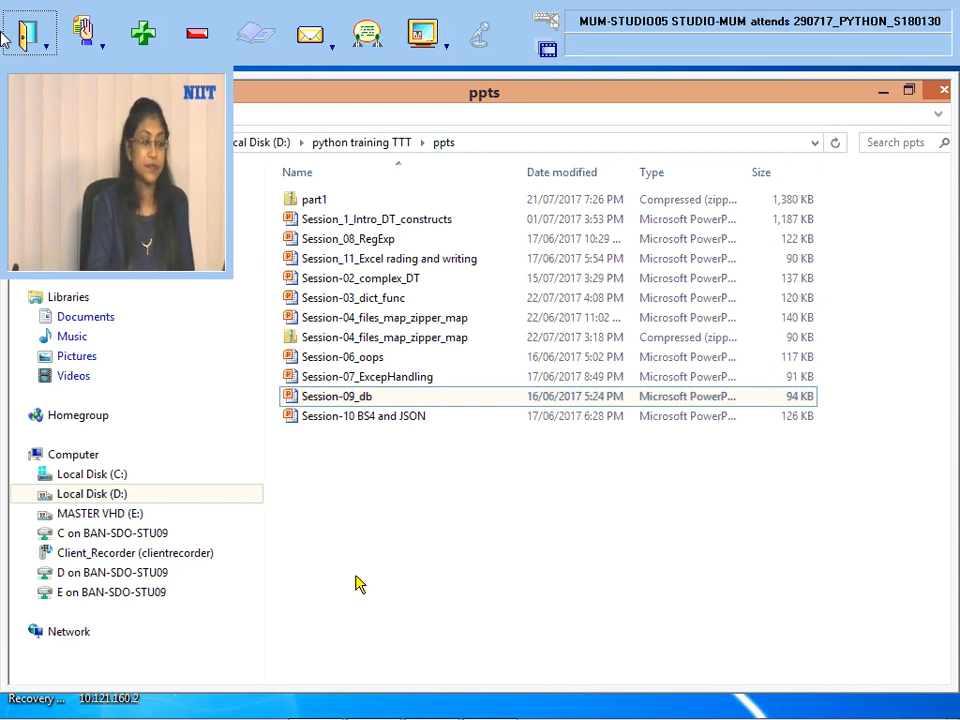 MUM-STUDIO05 STUDIO-MUM attends 290717_PYTHON_S180130
NIIT
ppts
cal Disk (D:) python training TTT ppts
Search ppts
Name Date modified Type Size
part1 21/07/2017 7:26 PM Compressed (zipp... 1,380 KB
Session_1_Intro_DT_constructs 01/07/2017 3:53 PM Microsoft PowerP... 1,187 KB
Session_08_RegExp 17/06/2017 10:29 ... Microsoft PowerP... 122 KB
Session_11_Excel rading and writing 17/06/2017 5:54 PM Microsoft PowerP... 90 KB
Session-02_complex_DT 15/07/2017 3:29 PM Microsoft PowerP... 137 KB
Session-03_dict_func 22/07/2017 4:08 PM Microsoft PowerP... 120 KB
Session-04_files_map_zipper_map 22/06/2017 11:02 ... Microsoft PowerP... 140 KB
Session-04_files_map_zipper_map 22/07/2017 3:18 PM Compressed (zipp... 90 KB
Session-06_oops 16/06/2017 5:02 PM Microsoft PowerP... 117 KB
Session-07_ExcepHandling 17/06/2017 8:49 PM Microsoft PowerP... 91 KB
Session-09_db 16/06/2017 5:24 PM Microsoft PowerP... 94 KB
Session-10 BS4 and JSON 17/06/2017 6:28 PM Microsoft PowerP... 126 KB
Libraries
Documents
Music
Pictures
Videos
Homegroup
Computer
Local Disk (C:)
Local Disk (D:)
MASTER VHD (E:)
C on BAN-SDO-STU09
Client_Recorder (clientrecorder)
D on BAN-SDO-STU09
E on BAN-SDO-STU09
Network
Recovery ... 10.121.160.2